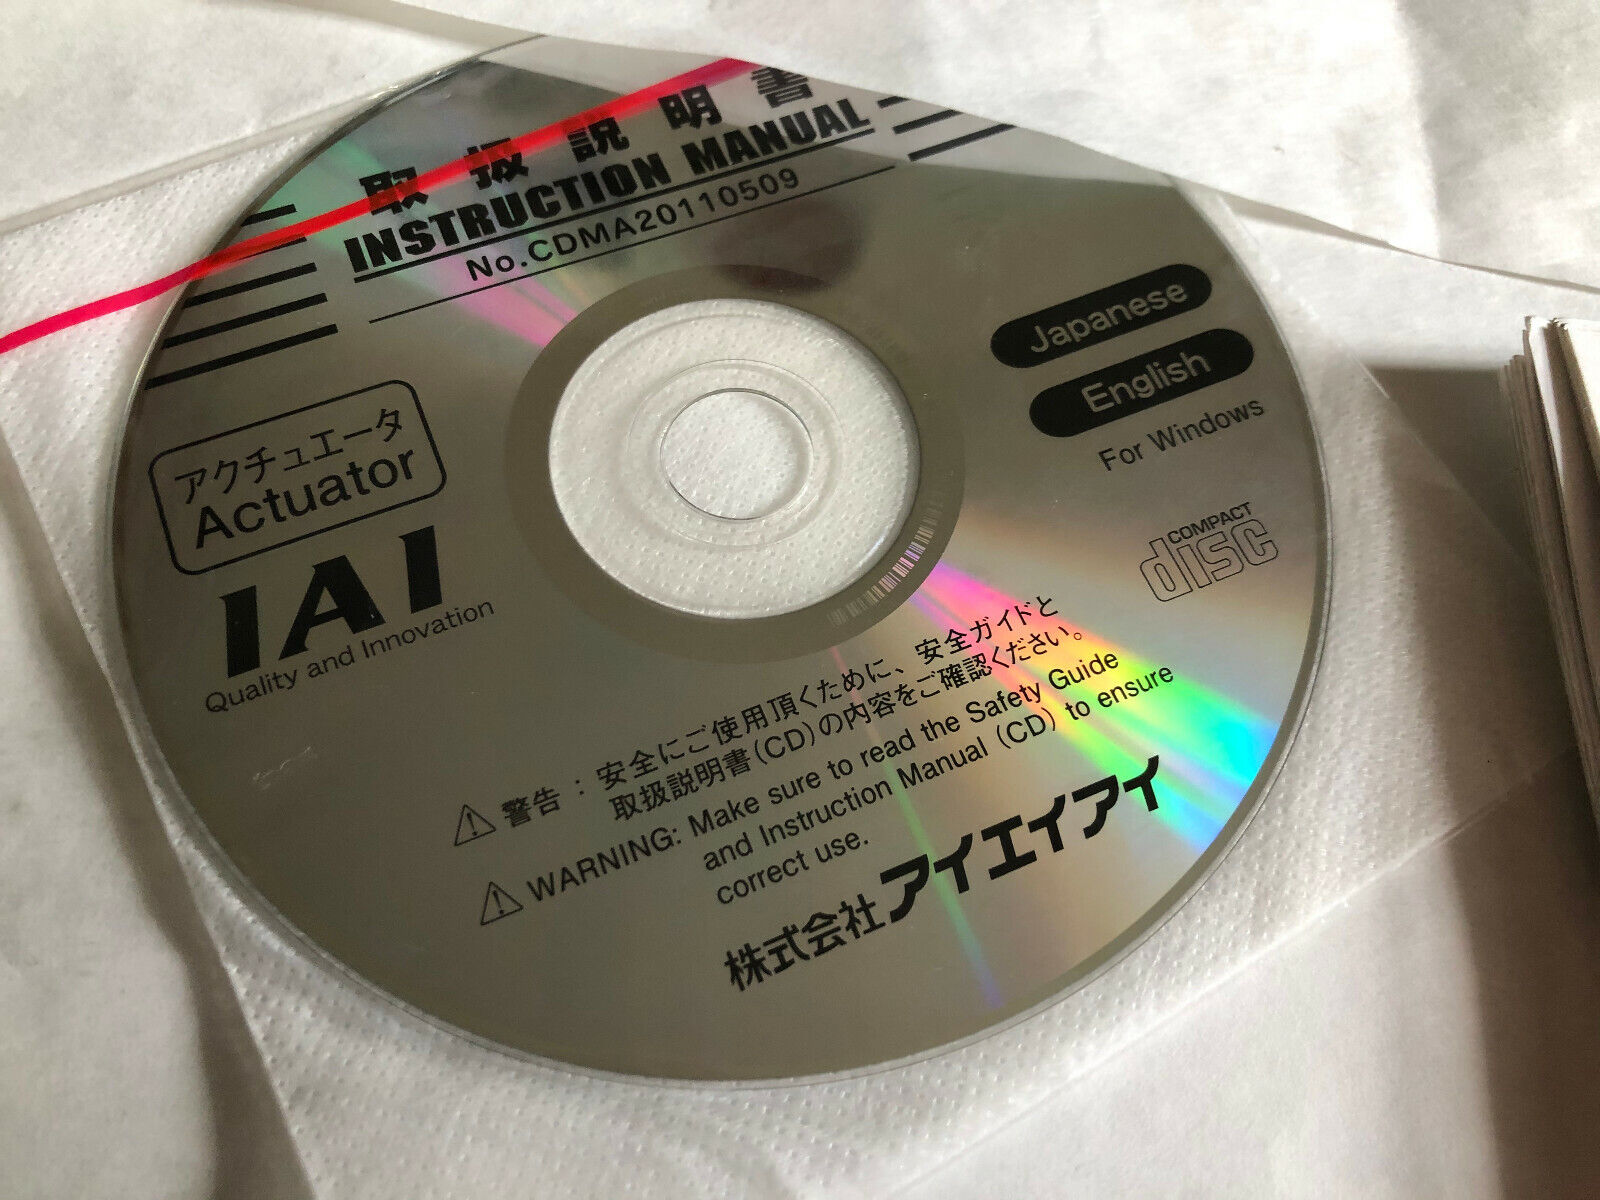 取扱説明書
INSTRUCTION MANUAL
No.CDMA20110509
Japanese
English
For Windows
アクチュエータ
Actuator
IAI
Quality and Innovation
COMPACT
disc
⚠ 警告：安全にご使用頂くために、安全ガイドと
取扱説明書(CD)の内容をご確認ください。
⚠ WARNING: Make sure to read the Safety Guide
and Instruction Manual (CD) to ensure
correct use.
株式会社アイエイアイ